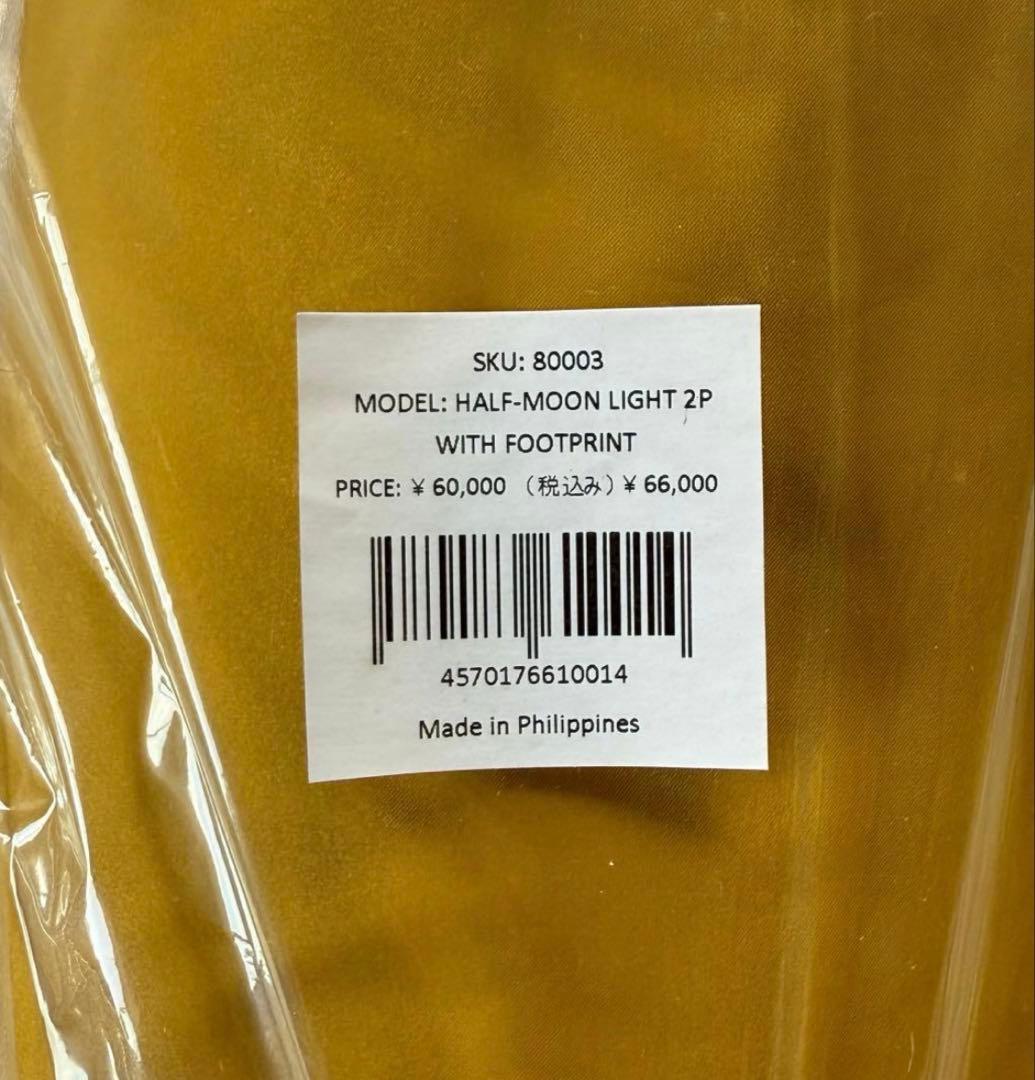 SKU: 80003
MODEL: HALF-MOON LIGHT 2P
WITH FOOTPRINT
PRICE: ¥ 60,000 （税込み）¥ 66,000
4570176610014
Made in Philippines